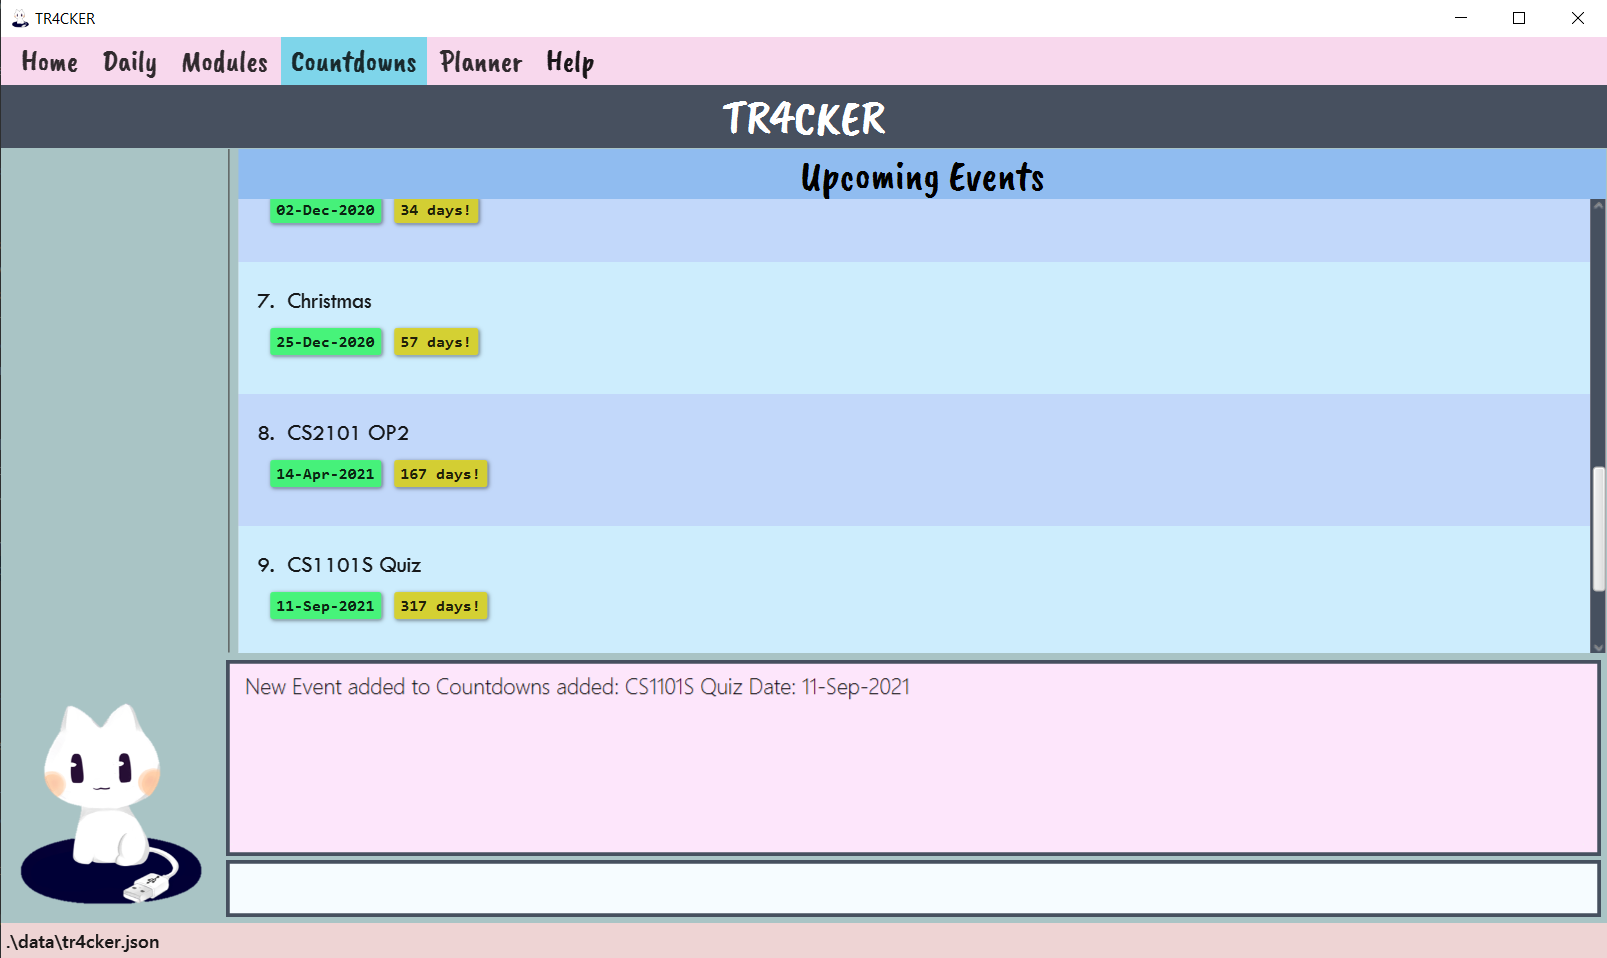 TR4CKER
Home Daily Modules Countdowns Planner Help
TR4CKER
Upcoming Events
02-Dec-2020 34 days!
7. Christmas
25-Dec-2020 57 days!
8. CS2101 OP2
14-Apr-2021 167 days!
9. CS1101S Quiz
11-Sep-2021 317 days!
New Event added to Countdowns added: CS1101S Quiz Date: 11-Sep-2021
.\data\tr4cker.json